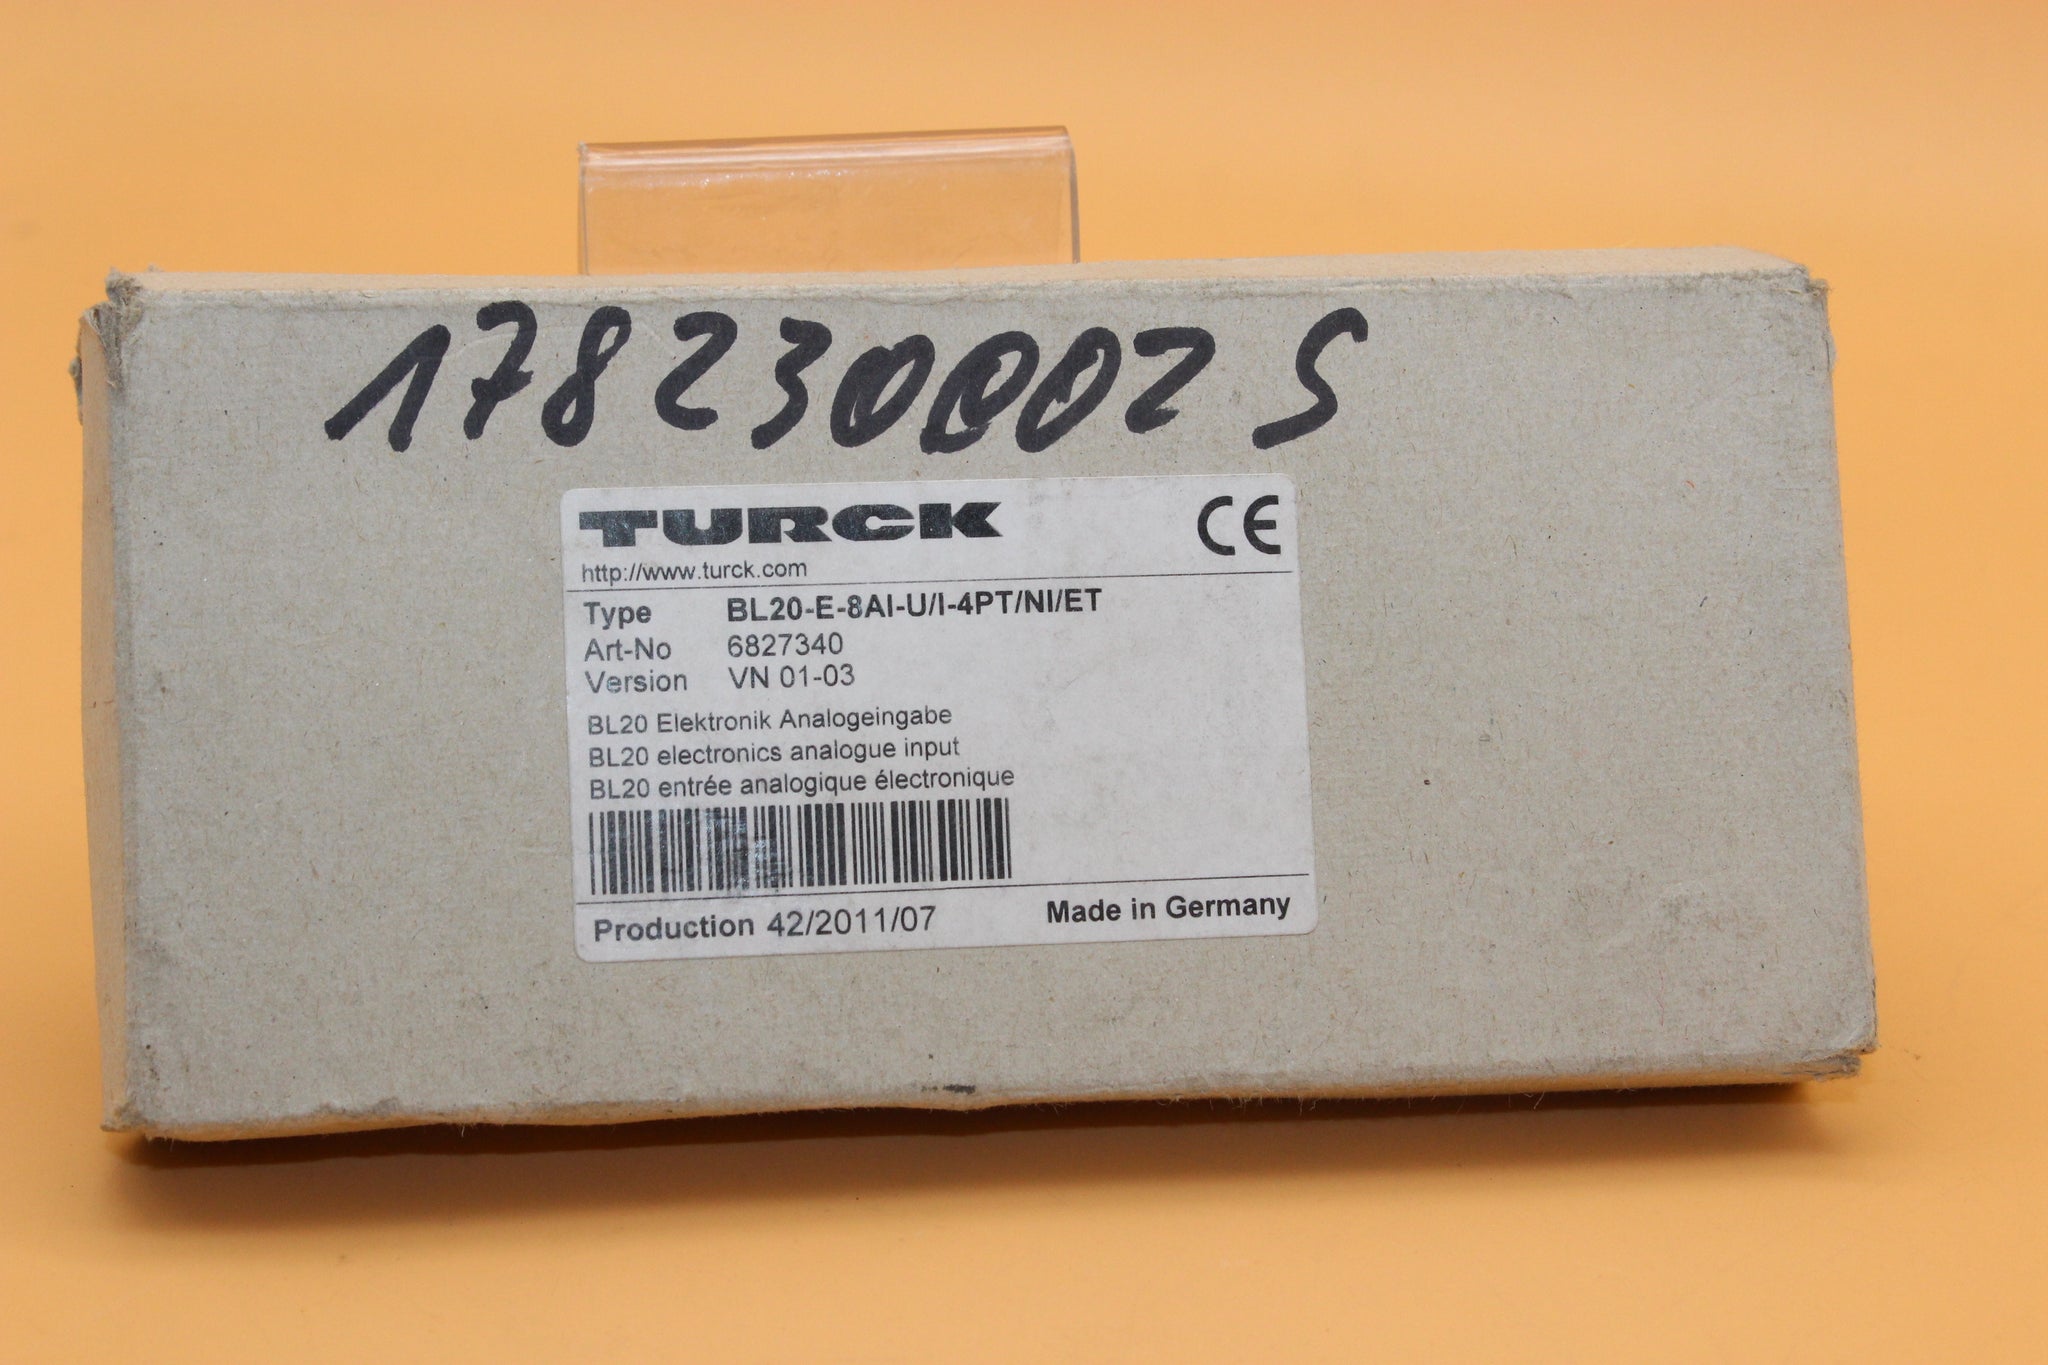 178230002 S
TURCK
CE
http://www.turck.com
Type BL20-E-8AI-U/I-4PT/NI/ET
Art-No 6827340
Version VN 01-03
BL20 Elektronik Analogeingabe
BL20 electronics analogue input
BL20 entrée analogique électronique
Production 42/2011/07 Made in Germany